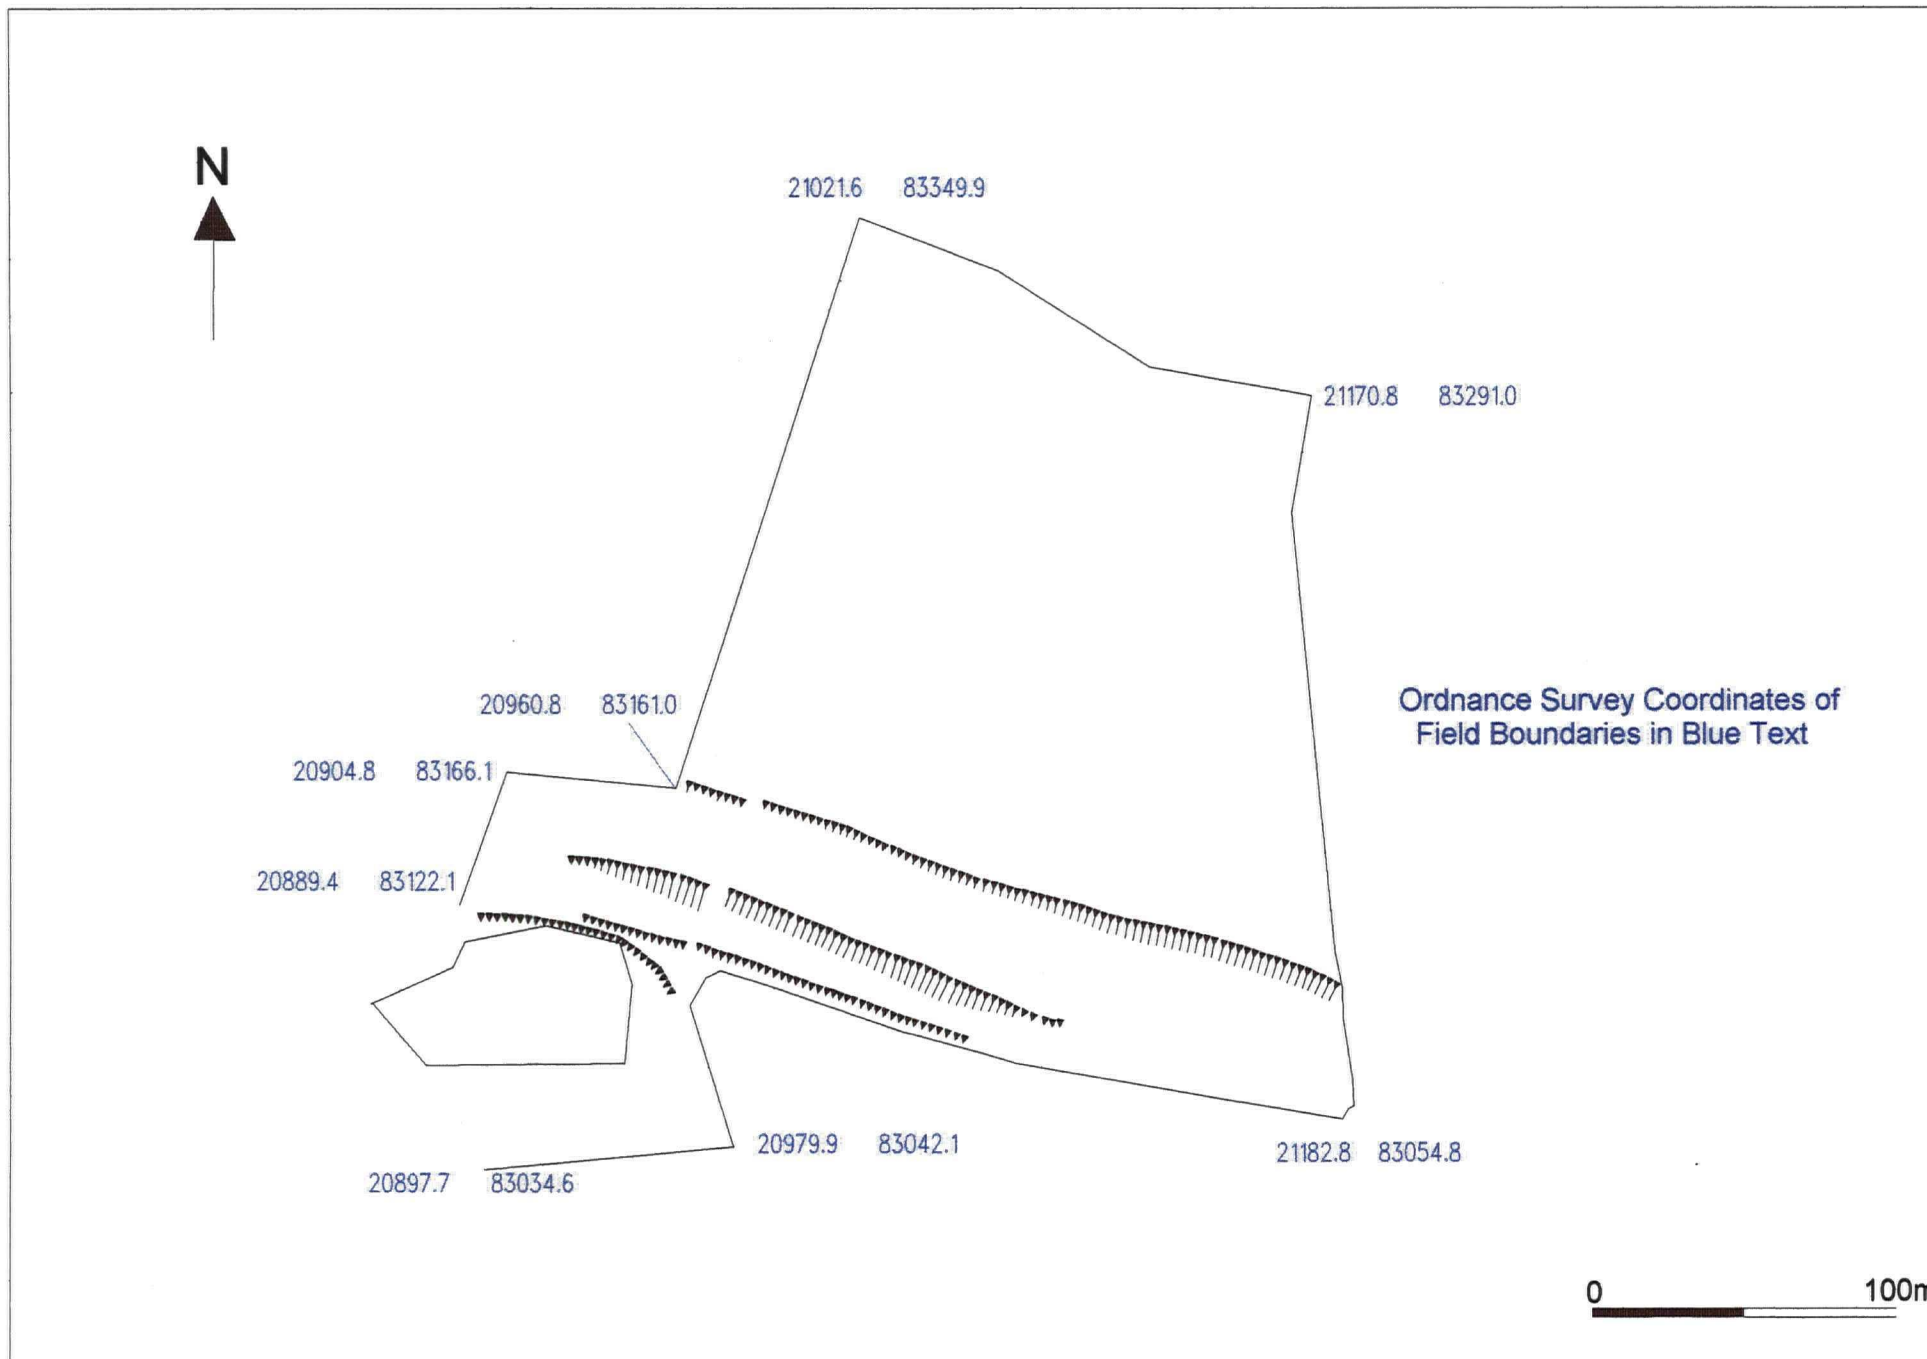 N
21021.6 83349.9
21170.8 83291.0
20960.8 83161.0
Ordnance Survey Coordinates of
Field Boundaries in Blue Text
20904.8 83166.1
20889.4 83122.1
20979.9 83042.1
21182.8 83054.8
20897.7 83034.6
0 100m